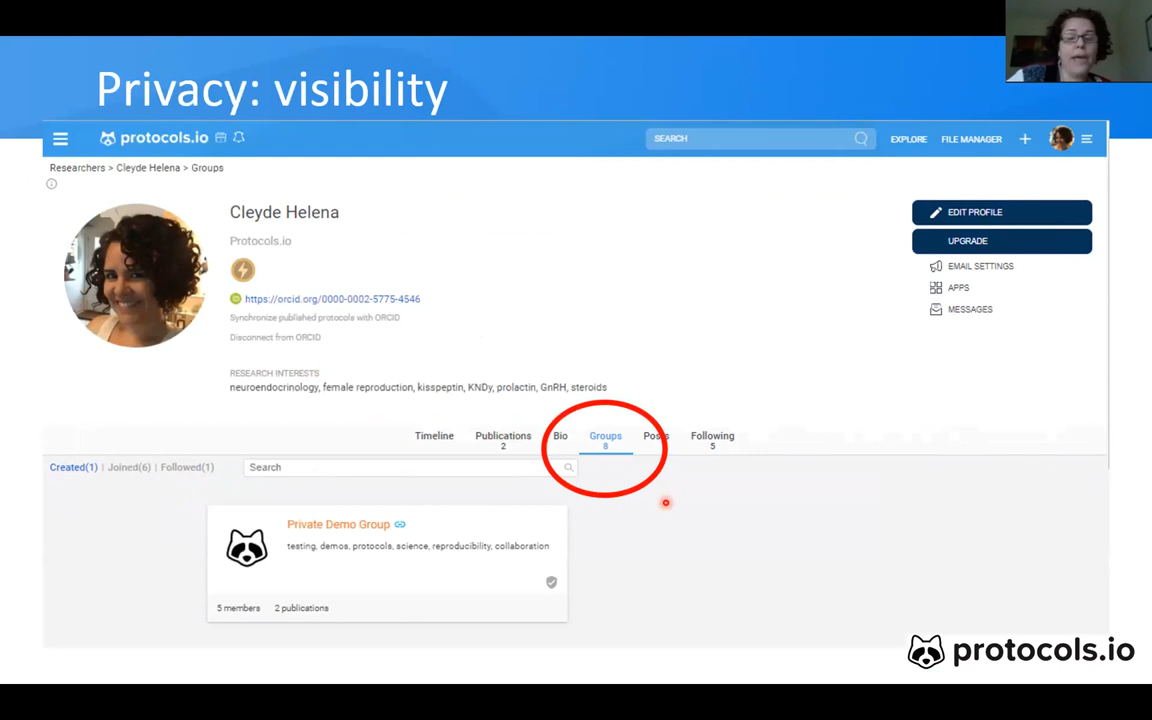 Privacy: visibility
protocols.io
SEARCH
EXPLORE
FILE MANAGER
Researchers > Cleyde Helena > Groups
Cleyde Helena
Protocols.io
https://orcid.org/0000-0002-5775-4546
Synchronize published protocols with ORCID
Disconnect from ORCID
RESEARCH INTERESTS
neuroendocrinology, female reproduction, kisspeptin, KNDy, prolactin, GnRH, steroids
EDIT PROFILE
UPGRADE
EMAIL SETTINGS
APPS
MESSAGES
Timeline
Publications
2
Bio
Groups
8
Posts
Following
5
Created(1) | Joined(6) | Followed(1)
Search
Private Demo Group
testing, demos, protocols, science, reproducibility, collaboration
5 members
2 publications
protocols.io